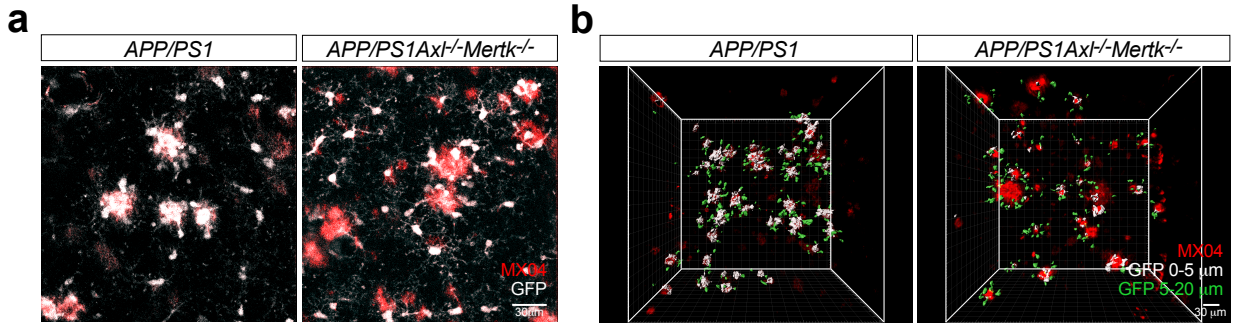 a
APP/PS1
APP/PS1Axl-/-Mertk-/-
MX04
GFP
30μm
b
APP/PS1
APP/PS1Axl-/-Mertk-/-
MX04
GFP 0-5 μm
GFP 5-20 μm
30 μm